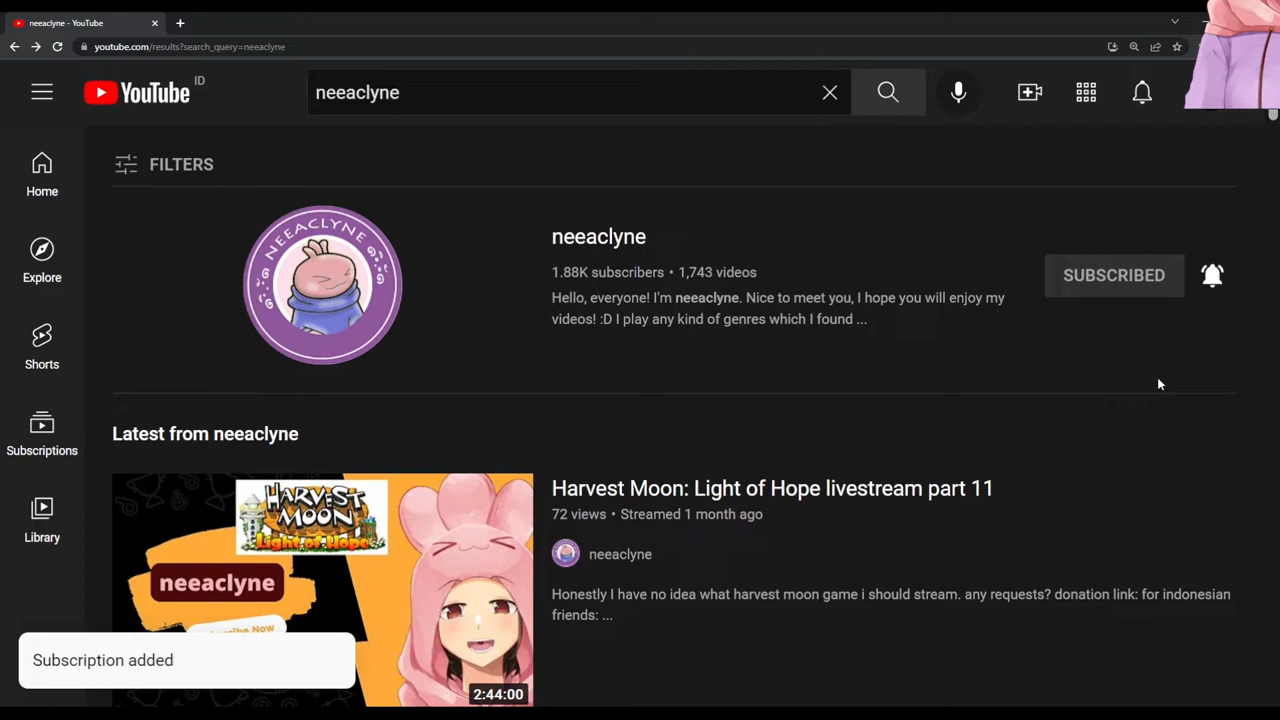 neeaclyne - YouTube
youtube.com/results?search_query=neeaclyne
YouTube ID
neeaclyne
FILTERS
Home
Explore
Shorts
Subscriptions
Library
NEEACLYNE
neeaclyne
1.88K subscribers • 1,743 videos
Hello, everyone! I'm neeaclyne. Nice to meet you, I hope you will enjoy my
videos! :D I play any kind of genres which I found ...
SUBSCRIBED
Latest from neeaclyne
HARVEST
MOON
Light of Hope
neeaclyne
Subscribe Now
2:44:00
Harvest Moon: Light of Hope livestream part 11
72 views • Streamed 1 month ago
neeaclyne
Honestly I have no idea what harvest moon game i should stream. any requests? donation link: for indonesian
friends: ...
Subscription added